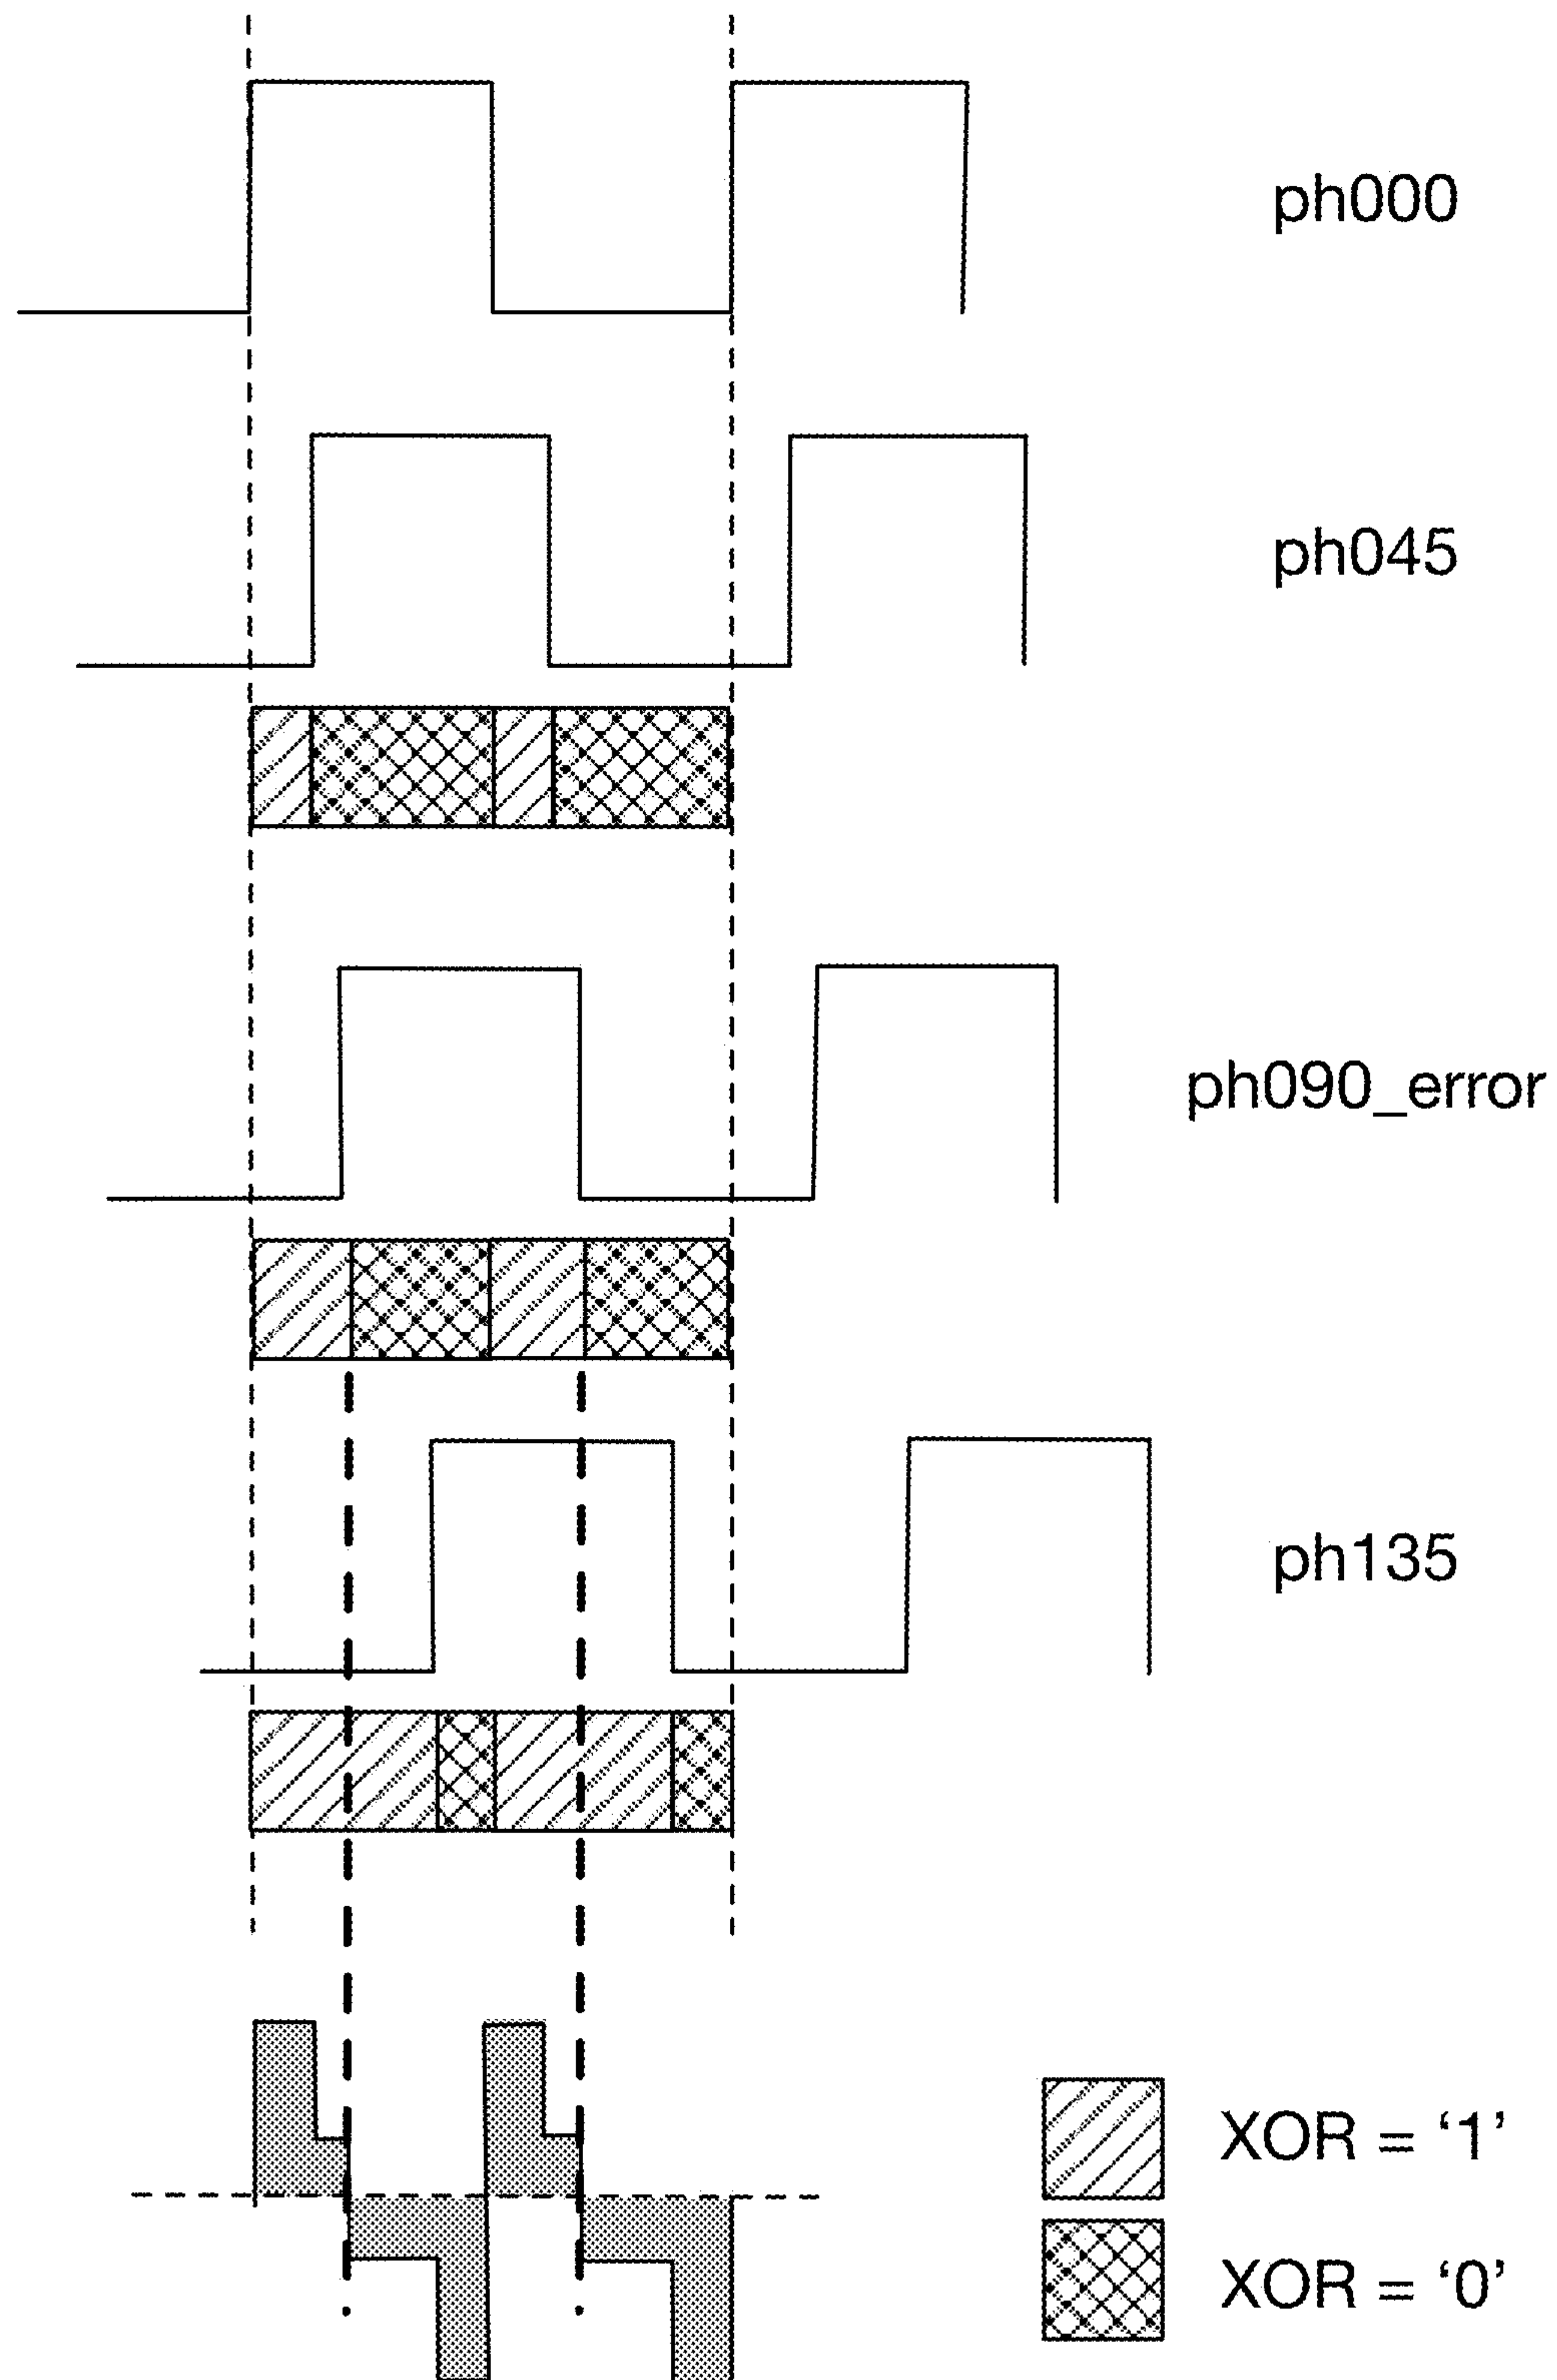 ph000
ph045
ph090_error
ph135
XOR = ‘1’
XOR = ‘0’